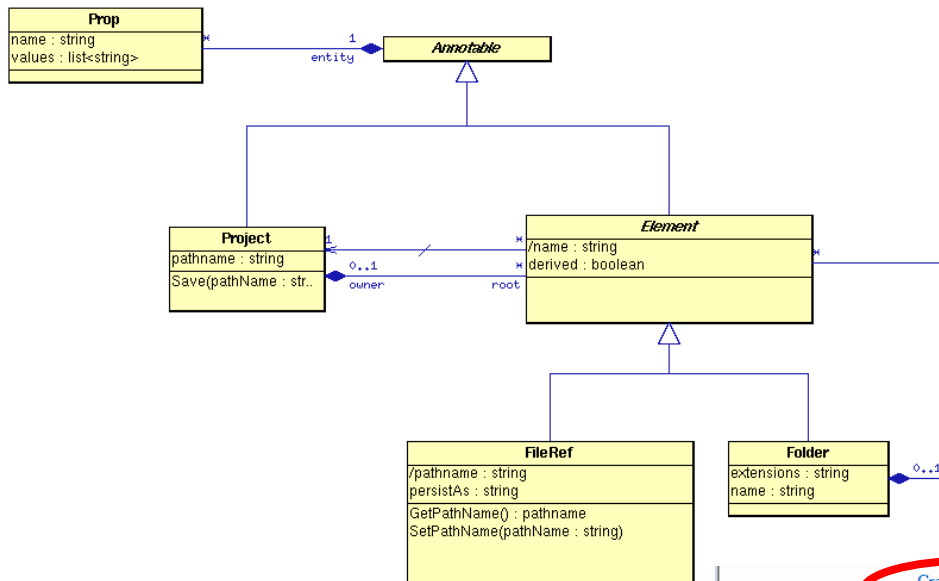 Prop
name : string
values : list<string>
*
1
entity
Annotable
Project
pathname : string
Save(pathName : str..
1
*
0..1
*
owner
root
Element
/name : string
derived : boolean
*
FileRef
/pathname : string
persistAs : string
GetPathName() : pathname
SetPathName(pathName : string)
Folder
extensions : string
name : string
0..1